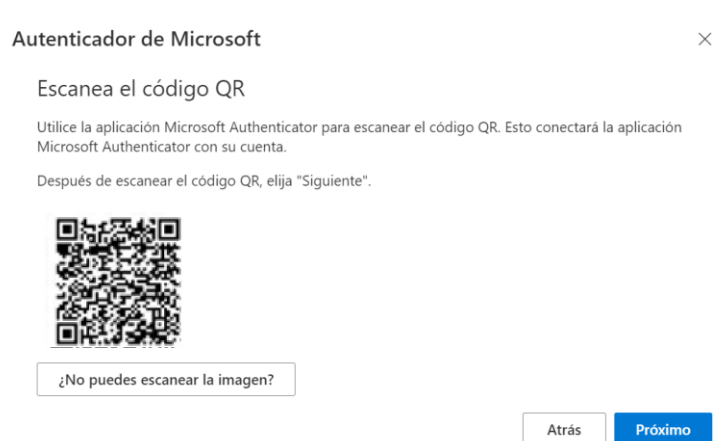 Autenticador de Microsoft
Escanea el código QR
Utilice la aplicación Microsoft Authenticator para escanear el código QR. Esto conectará la aplicación
Microsoft Authenticator con su cuenta.
Después de escanear el código QR, elija "Siguiente".
¿No puedes escanear la imagen?
Atrás
Próximo